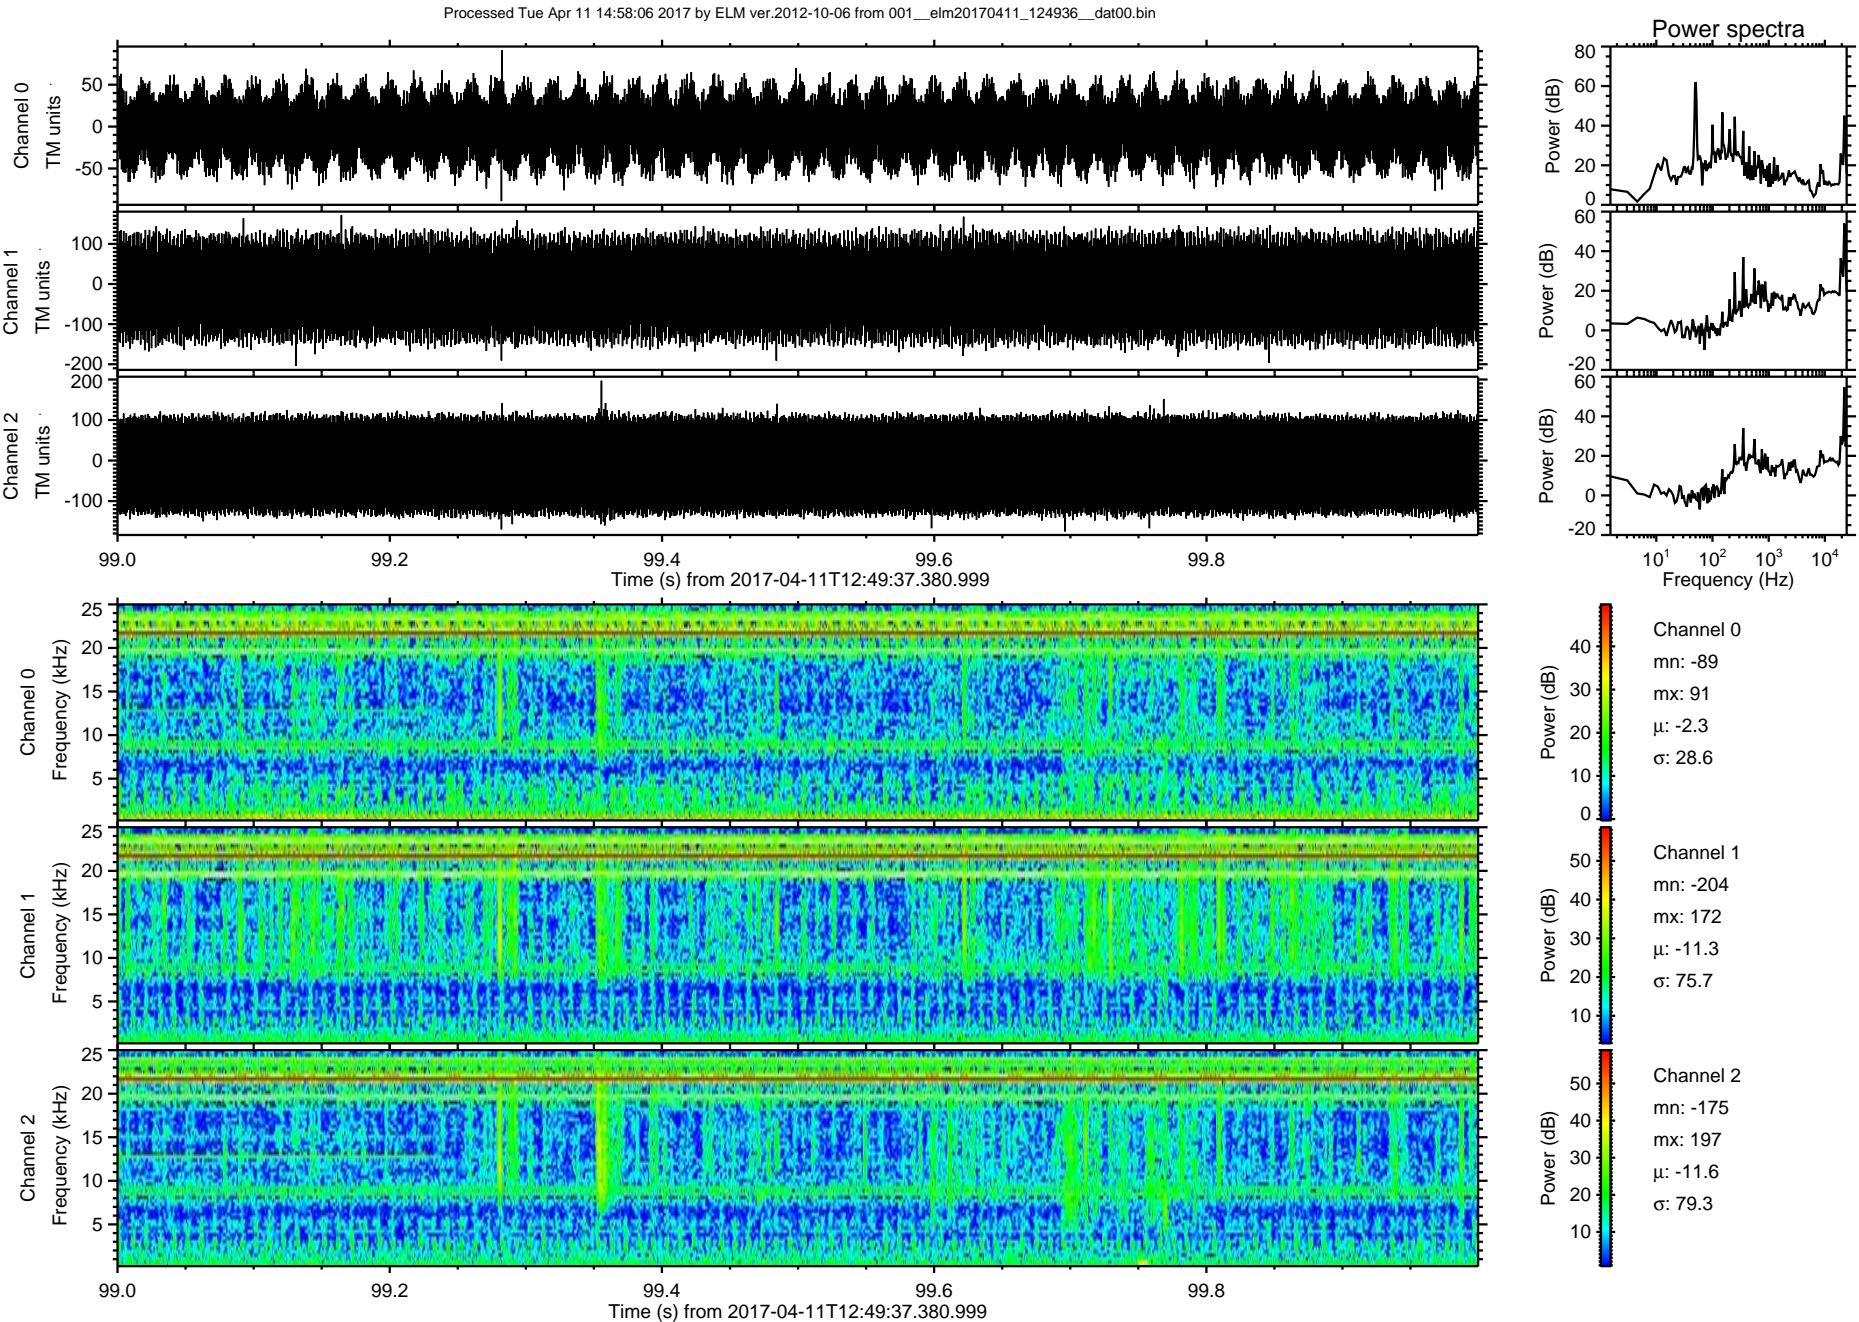 Processed Tue Apr 11 14:58:06 2017 by ELM ver.2012-10-06 from 001__elm20170411_124936__dat00.bin
Power spectra
Channel 0
TM units
50
0
-50
Power (dB)
80
60
40
20
0
Channel 1
TM units
100
0
-100
-200
Power (dB)
60
40
20
0
-20
Channel 2
TM units
200
100
0
-100
Power (dB)
60
40
20
0
-20
99.0 99.2 99.4 99.6 99.8
Time (s) from 2017-04-11T12:49:37.380.999
10^1 10^2 10^3 10^4
Frequency (Hz)
Channel 0
Frequency (kHz)
25
20
15
10
5
Power (dB)
40
30
20
10
0
Channel 0
mn: -89
mx: 91
μ: -2.3
σ: 28.6
Channel 1
Frequency (kHz)
25
20
15
10
5
Power (dB)
50
40
30
20
10
Channel 1
mn: -204
mx: 172
μ: -11.3
σ: 75.7
Channel 2
Frequency (kHz)
25
20
15
10
5
Power (dB)
50
40
30
20
10
Channel 2
mn: -175
mx: 197
μ: -11.6
σ: 79.3
99.0 99.2 99.4 99.6 99.8
Time (s) from 2017-04-11T12:49:37.380.999